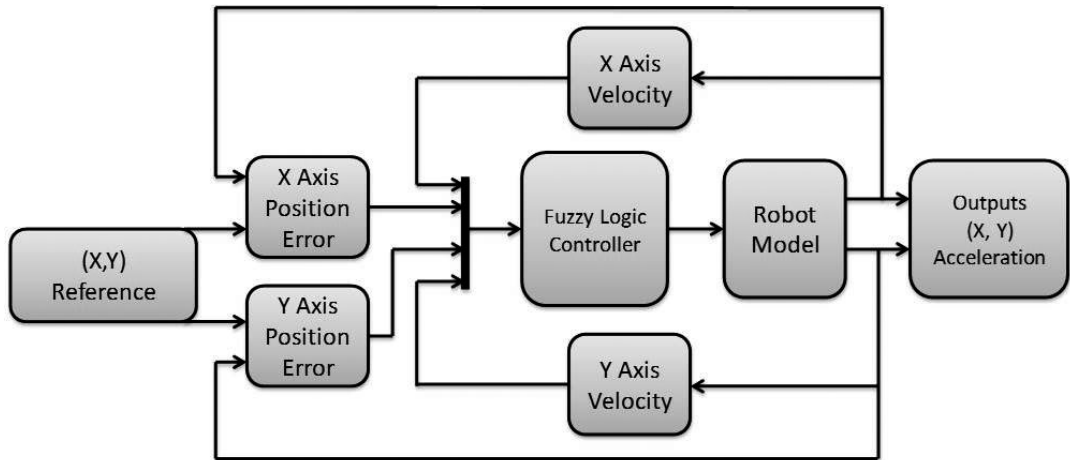 X Axis
Velocity
X Axis
Position
Error
(X,Y)
Reference
Y Axis
Position
Error
Fuzzy Logic
Controller
Robot
Model
Outputs
(X, Y)
Acceleration
Y Axis
Velocity